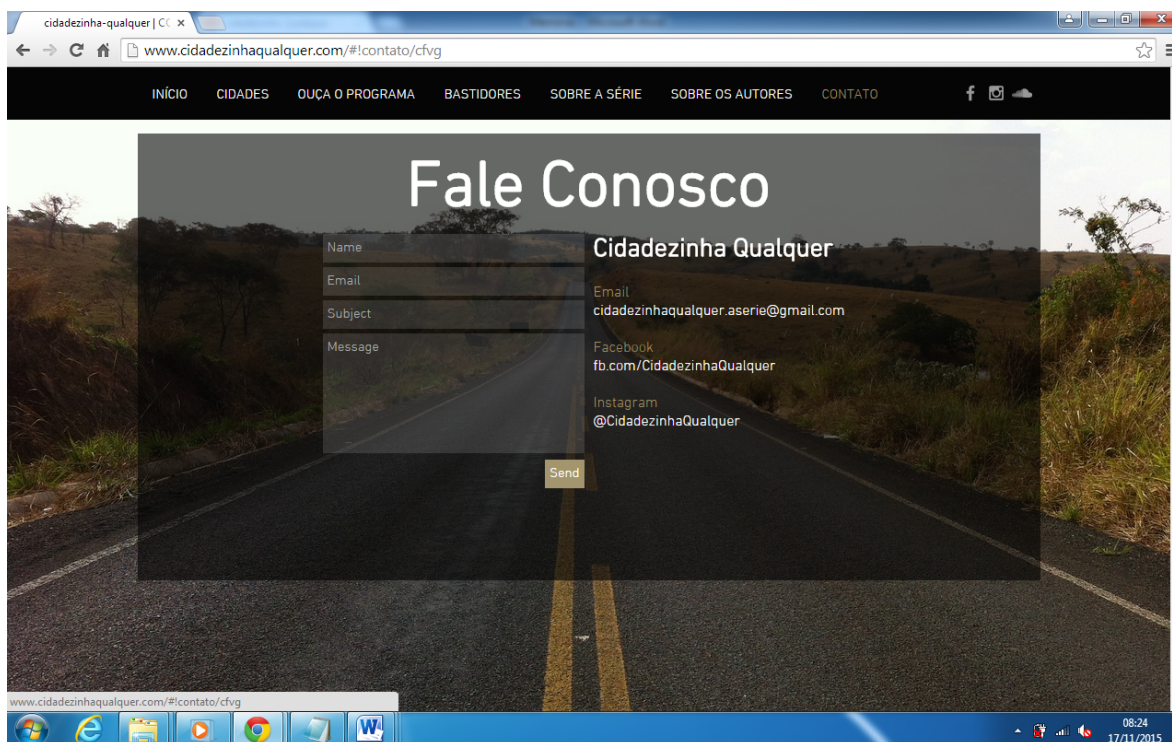 cidadezinha-qualquer | CC
www.cidadezinhaqualquer.com/#!contato/cfvg
INÍCIO CIDADES OUÇA O PROGRAMA BASTIDORES SOBRE A SÉRIE SOBRE OS AUTORES CONTATO
Fale Conosco
Name
Email
Subject
Message
Send
Cidadezinha Qualquer
Email
cidadezinhaqualquer.aserie@gmail.com
Facebook
fb.com/CidadezinhaQualquer
Instagram
@CidadezinhaQualquer
www.cidadezinhaqualquer.com/#!contato/cfvg
08:24
17/11/2015